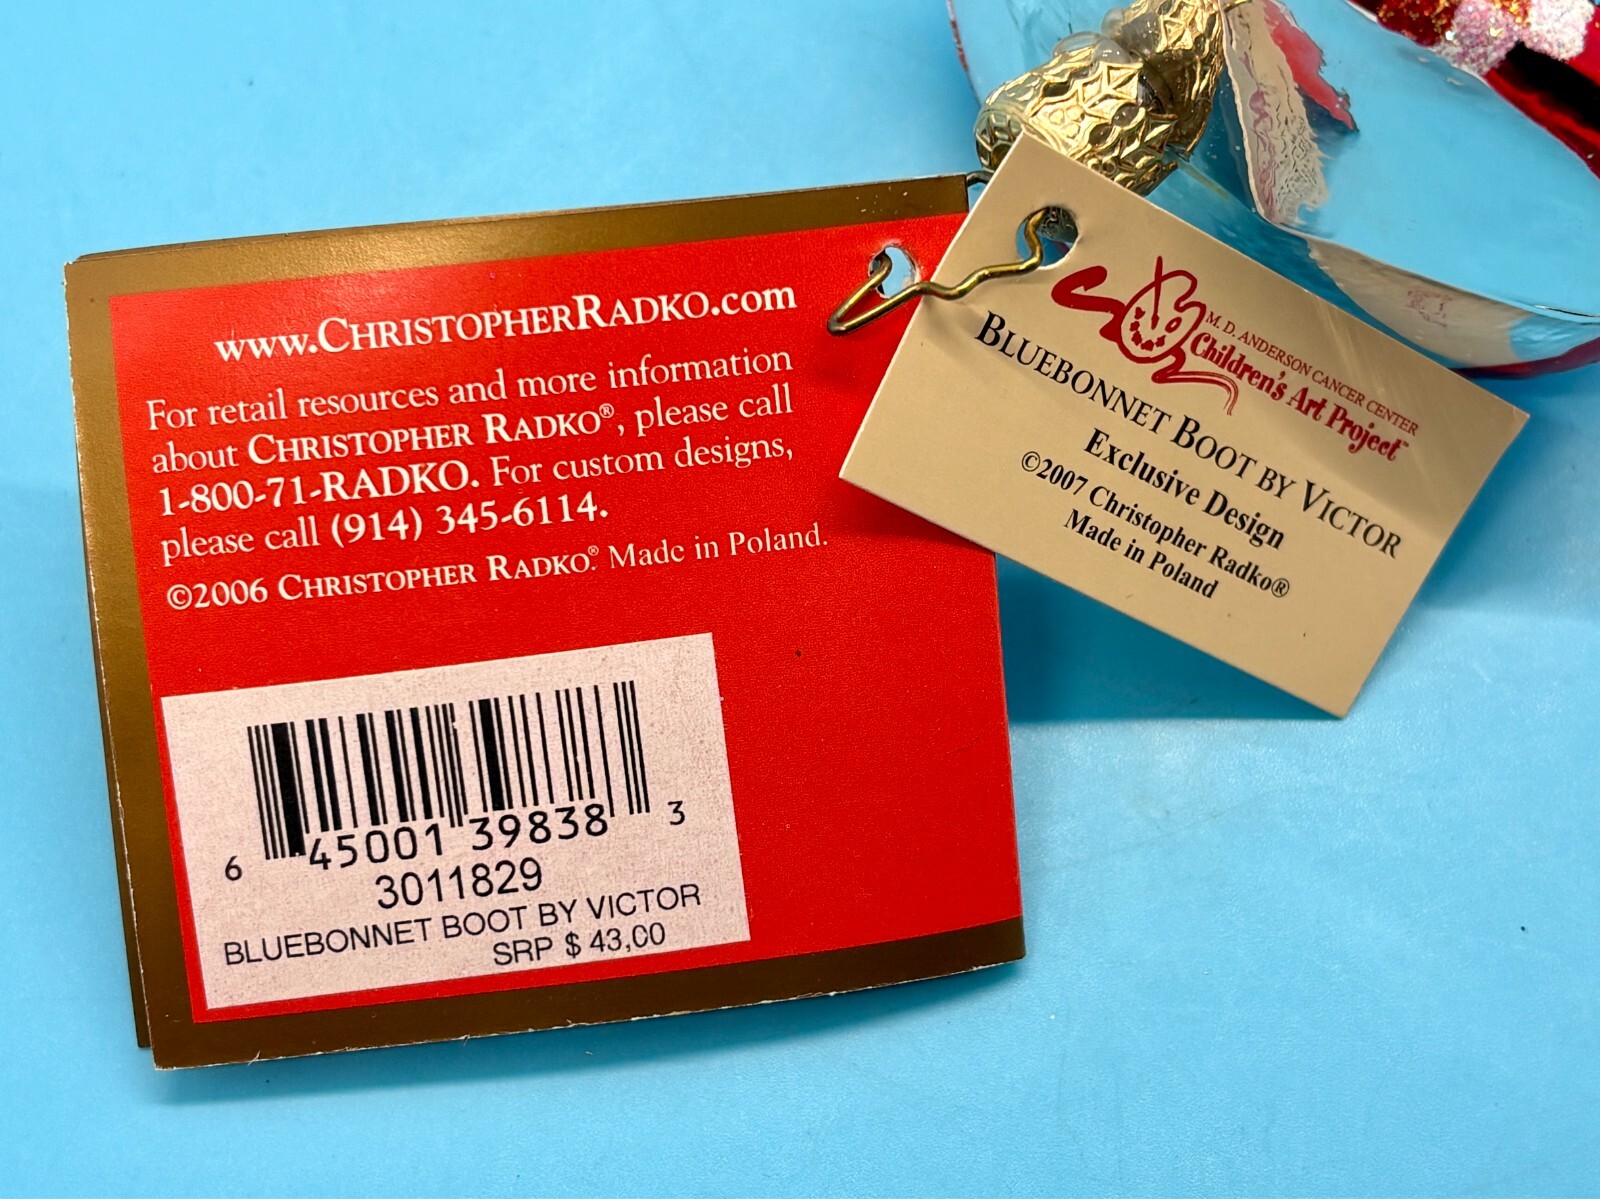 www.ChristopherRadko.com
For retail resources and more information
about Christopher Radko®, please call
1-800-71-RADKO. For custom designs,
please call (914) 345-6114.
©2006 Christopher Radko.® Made in Poland.
6 45001 39838 3
3011829
BLUEBONNET BOOT BY VICTOR
SRP $ 43,00
M. D. ANDERSON CANCER CENTER
Children's Art Project™
Bluebonnet Boot by Victor
Exclusive Design
©2007 Christopher Radko®
Made in Poland